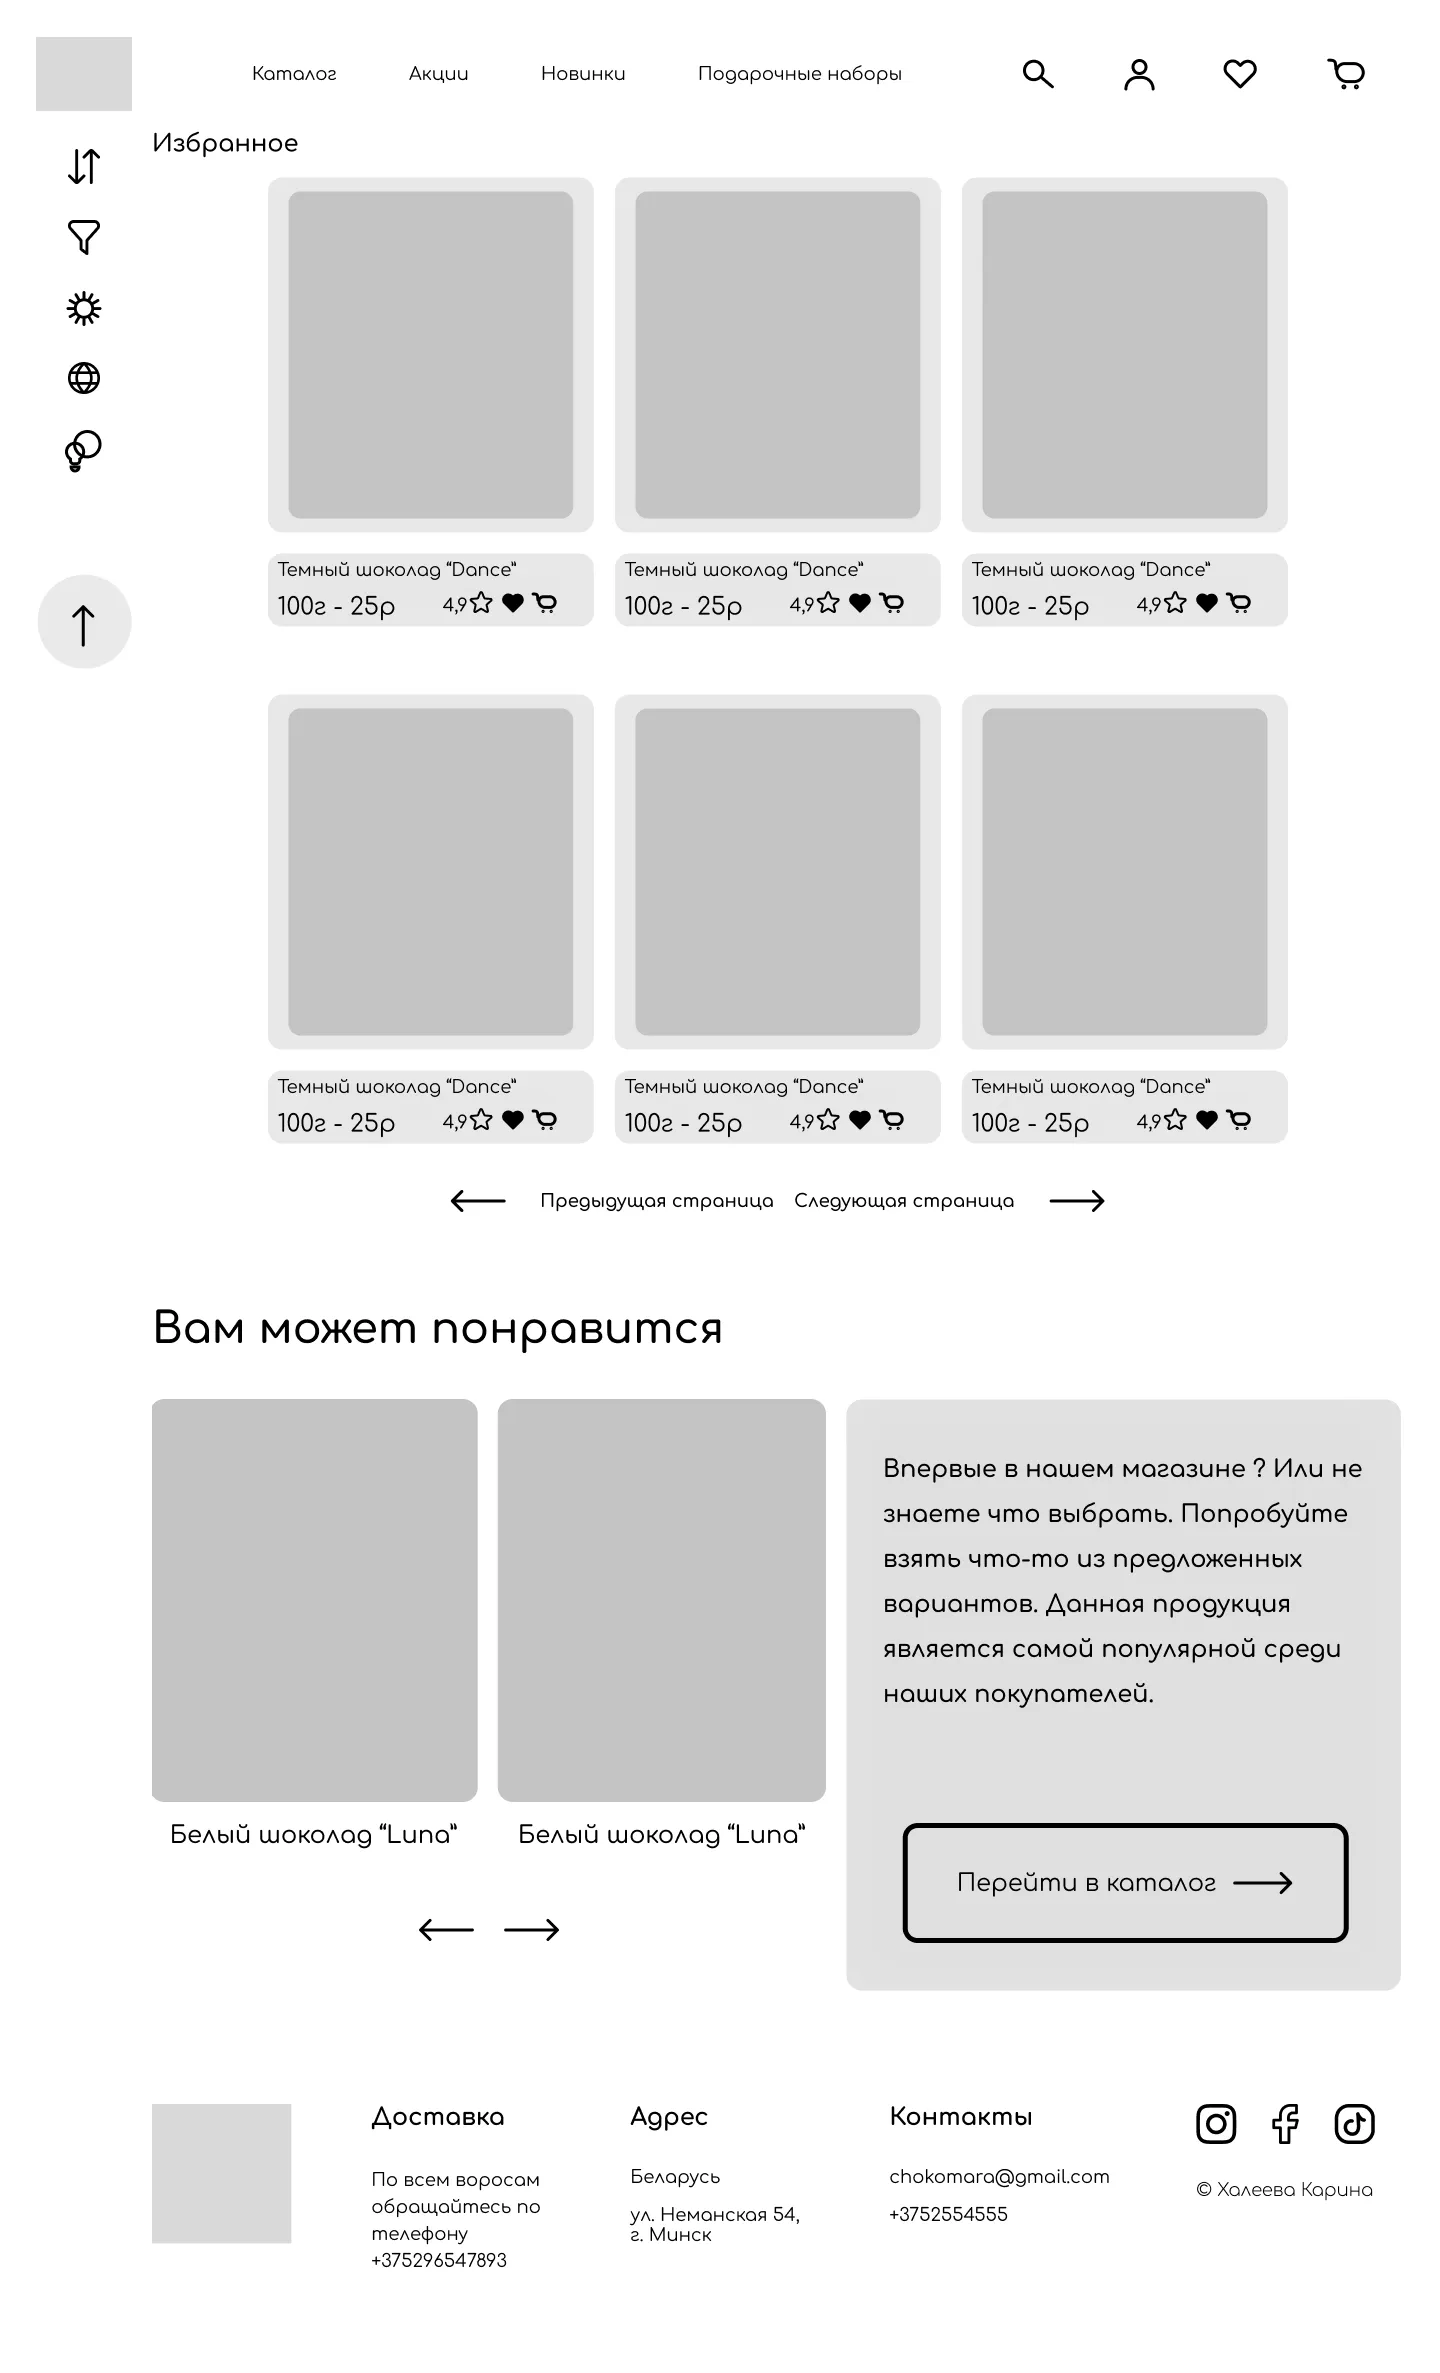 Каталог Акции Новинки Подарочные наборы
Избранное
Темный шоколад “Dance” Темный шоколад “Dance” Темный шоколад “Dance”
100г - 25р 4,9 100г - 25р 4,9 100г - 25р 4,9
Темный шоколад “Dance” Темный шоколад “Dance” Темный шоколад “Dance”
100г - 25р 4,9 100г - 25р 4,9 100г - 25р 4,9
Предыдущая страница Следующая страница
Вам может понравится
Впервые в нашем магазине ? Или не
знаете что выбрать. Попробуйте
взять что-то из предложенных
вариантов. Данная продукция
является самой популярной среди
наших покупателей.
Белый шоколад “Luna” Белый шоколад “Luna”
Перейти в каталог
Доставка
По всем воросам
обращайтесь по
телефону
+375296547893
Адрес
Беларусь
ул. Неманская 54,
г. Минск
Контакты
chokomara@gmail.com
+3752554555
© Халеева Карина